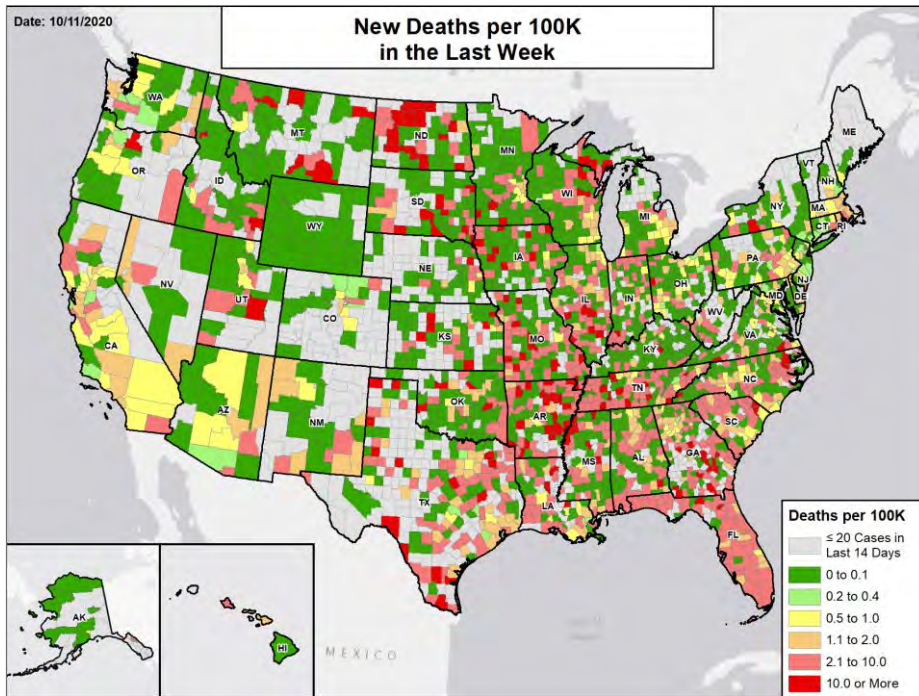 Date: 10/11/2020
New Deaths per 100K
in the Last Week
WA
MT
ND
MN
ME
OR
ID
WI
VT
NH
SD
MI
NY
MA
WY
CT
RI
IA
PA
NJ
NE
NV
OH
MD
DE
UT
IL
IN
CO
WV
CA
KS
MO
VA
KY
NC
TN
AZ
OK
NM
AR
SC
MS
AL
GA
TX
LA
FL
AK
HI
MEXICO
Deaths per 100K
≤ 20 Cases in
Last 14 Days
0 to 0.1
0.2 to 0.4
0.5 to 1.0
1.1 to 2.0
2.1 to 10.0
10.0 or More